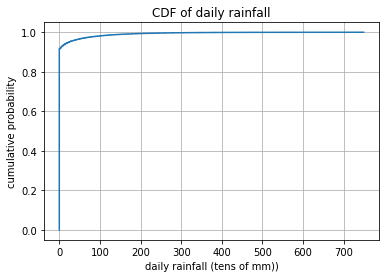 CDF of daily rainfall
1.0
0.8
0.6
0.4
0.2
0.0
cumulative probability
0 100 200 300 400 500 600 700
daily rainfall (tens of mm))